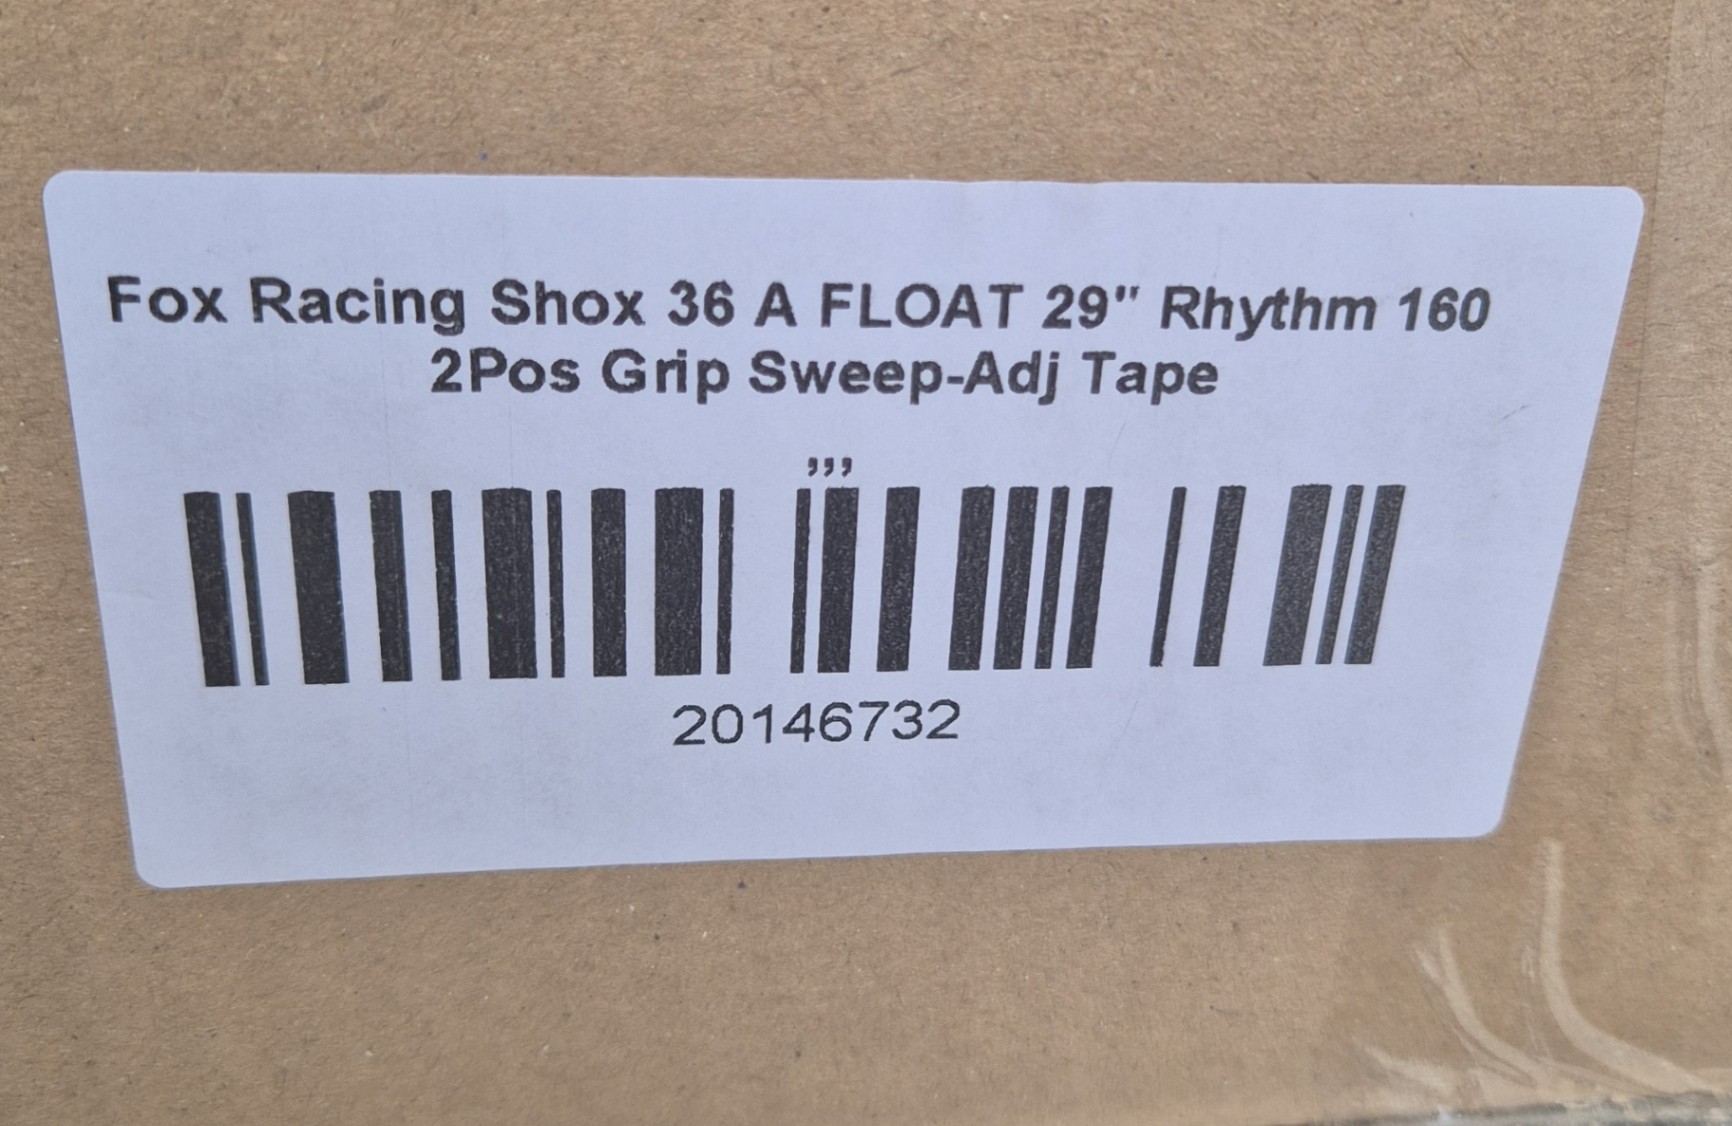 Fox Racing Shox 36 A FLOAT 29" Rhythm 160
2Pos Grip Sweep-Adj Tape
,,,
20146732